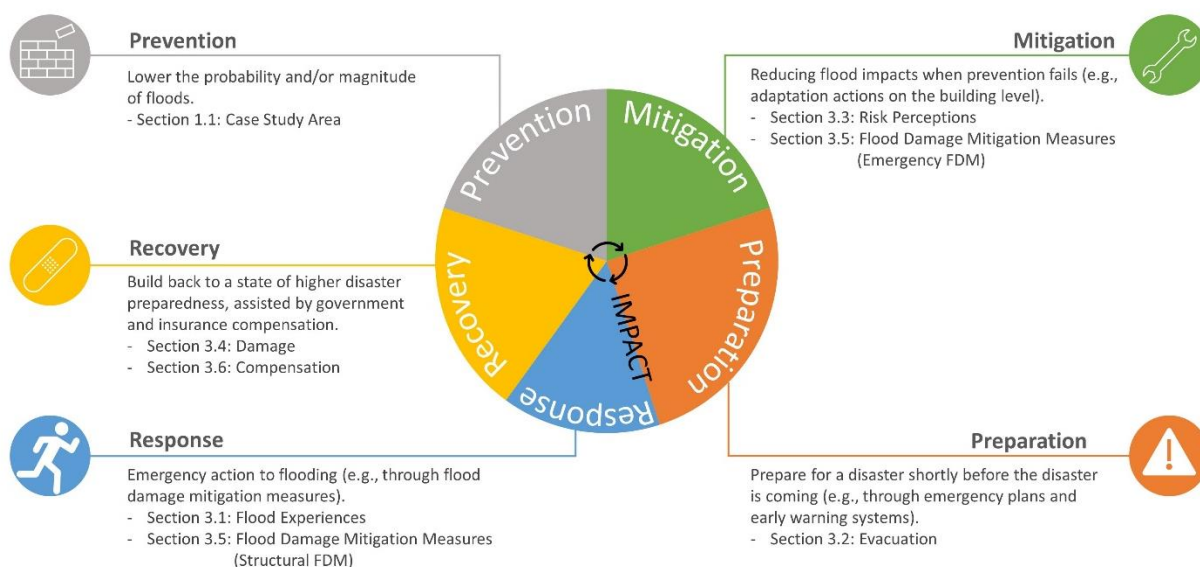 Prevention
Lower the probability and/or magnitude
of floods.
- Section 1.1: Case Study Area
Mitigation
Reducing flood impacts when prevention fails (e.g.,
adaptation actions on the building level).
- Section 3.3: Risk Perceptions
- Section 3.5: Flood Damage Mitigation Measures
(Emergency FDM)
Prevention
Mitigation
Recovery
Preparation
Response
IMPACT
Recovery
Build back to a state of higher disaster
preparedness, assisted by government
and insurance compensation.
- Section 3.4: Damage
- Section 3.6: Compensation
Response
Emergency action to flooding (e.g., through flood
damage mitigation measures).
- Section 3.1: Flood Experiences
- Section 3.5: Flood Damage Mitigation Measures
(Structural FDM)
Preparation
Prepare for a disaster shortly before the disaster
is coming (e.g., through emergency plans and
early warning systems).
- Section 3.2: Evacuation